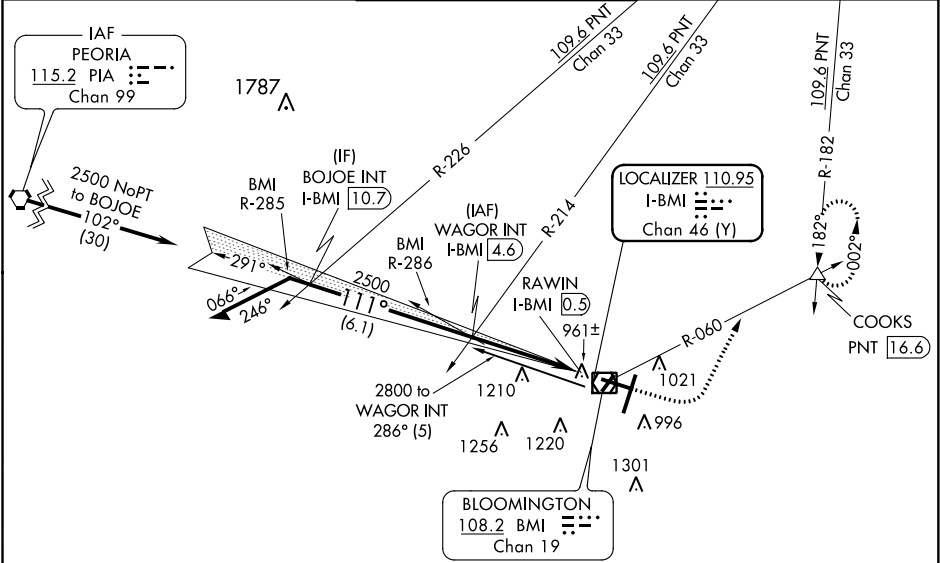 IAF
PEORIA
115.2 PIA
Chan 99
1787
2500 NoPT
to BOJOE
102°
(30)
BMI
R-285
(IF)
BOJOE INT
I-BMI 10.7
109.6 PNT
Chan 33
R-226
109.6 PNT
Chan 33
R-214
109.6 PNT
Chan 33
R-182
182°
002°
LOCALIZER 110.95
I-BMI
Chan 46 (Y)
(IAF)
WAGOR INT
I-BMI 4.6
BMI
R-286
291°
066°
246°
2500
111°
(6.1)
RAWIN
I-BMI 0.5
961±
COOKS
PNT 16.6
R-060
2800 to
WAGOR INT
286° (5)
1210
1021
996
1256
1220
1301
BLOOMINGTON
108.2 BMI
Chan 19